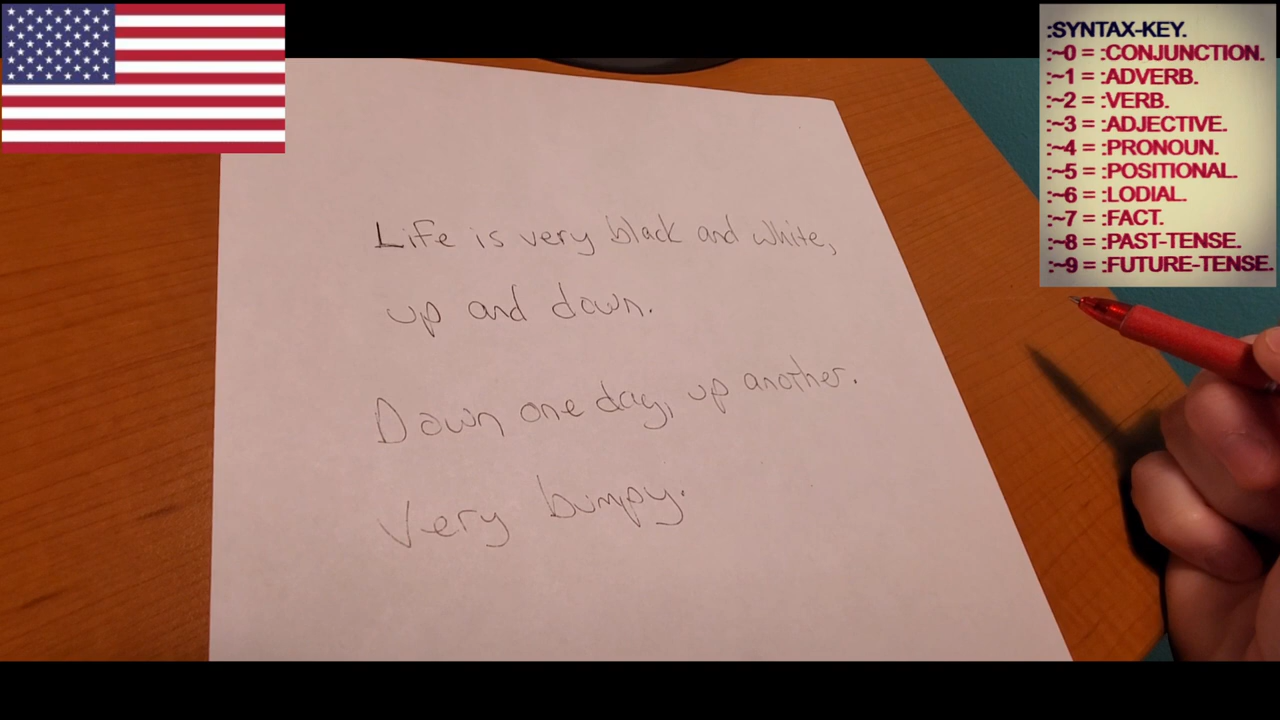 :SYNTAX-KEY.
:~0 = :CONJUNCTION.
:~1 = :ADVERB.
:~2 = :VERB.
:~3 = :ADJECTIVE.
:~4 = :PRONOUN.
:~5 = :POSITIONAL.
:~6 = :LODIAL.
:~7 = :FACT.
:~8 = :PAST-TENSE.
:~9 = :FUTURE-TENSE.
Life is very black and white,
up and down.
Down one day, up another.
Very bumpy.